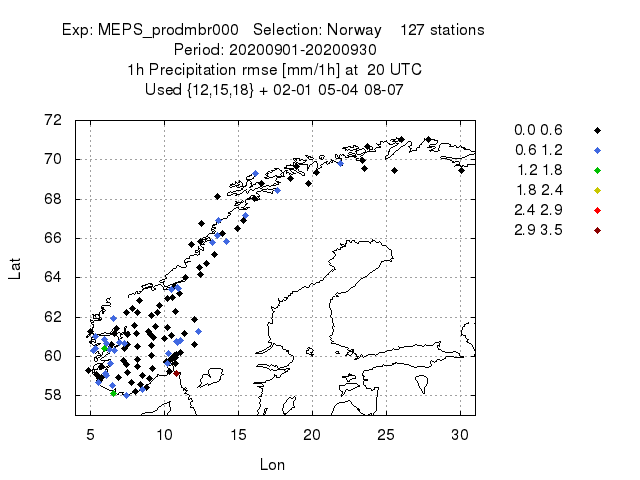 Exp: MEPS_prodmbr000 Selection: Norway 127 stations
Period: 20200901-20200930
1h Precipitation rmse [mm/1h] at 20 UTC
Used {12,15,18} + 02-01 05-04 08-07
72
70
68
66
64
62
60
58
Lat
5 10 15 20 25 30
Lon
0.0 0.6
0.6 1.2
1.2 1.8
1.8 2.4
2.4 2.9
2.9 3.5